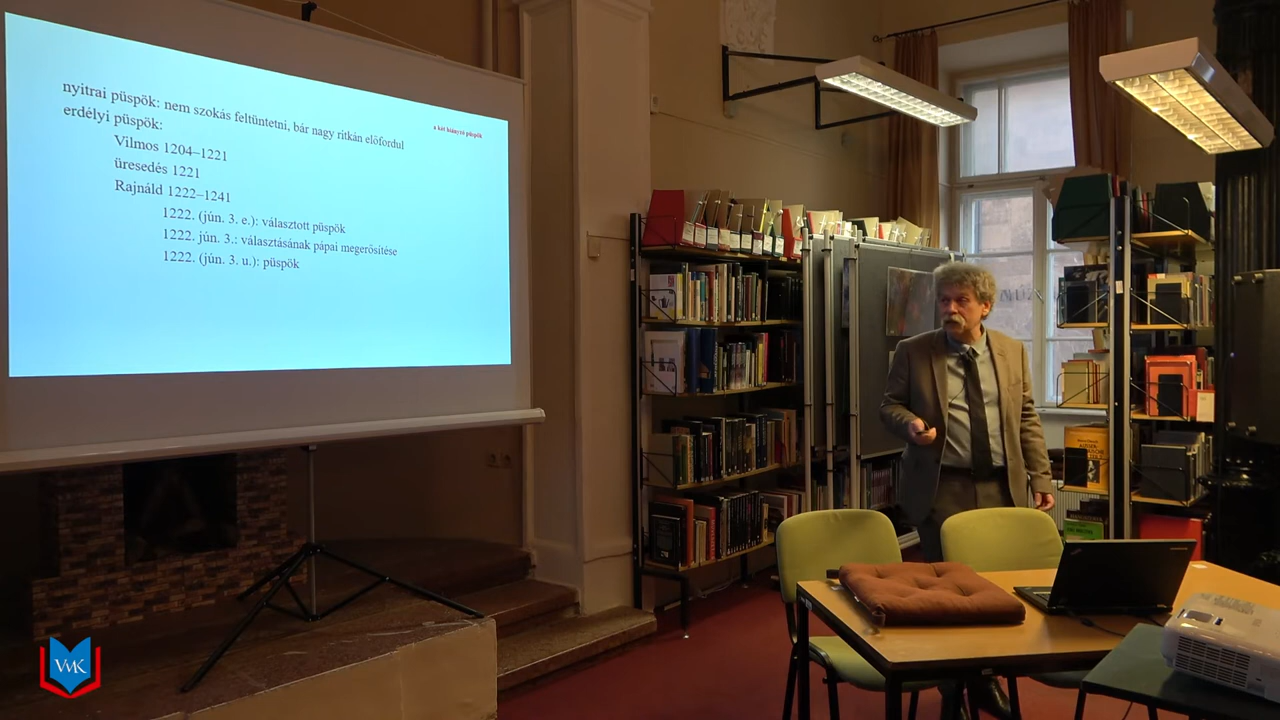 a két hiányzó püspök
nyitrai püspök: nem szokás feltüntetni, bár nagy ritkán előfordul
erdélyi püspök:
Vilmos 1204–1221
üresedés 1221
Rajnáld 1222–1241
1222. (jún. 3. e.): választott püspök
1222. jún. 3.: választásának pápai megerősítése
1222. (jún. 3. u.): püspök
VMK